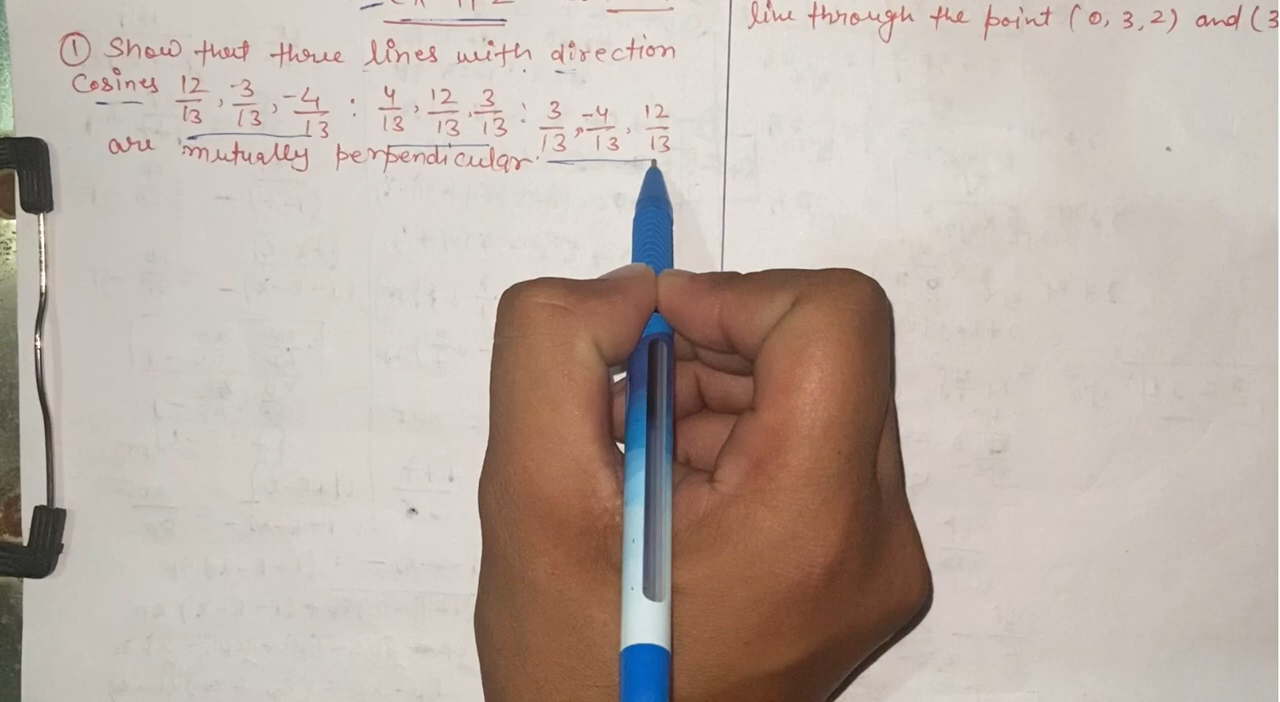 ① Show that three lines with direction
Cosines 12/13, -3/13, -4/13 : 4/13, 12/13, 3/13 : 3/13, -4/13, 12/13
are mutually perpendicular.
line through the point (0, 3, 2) and (3